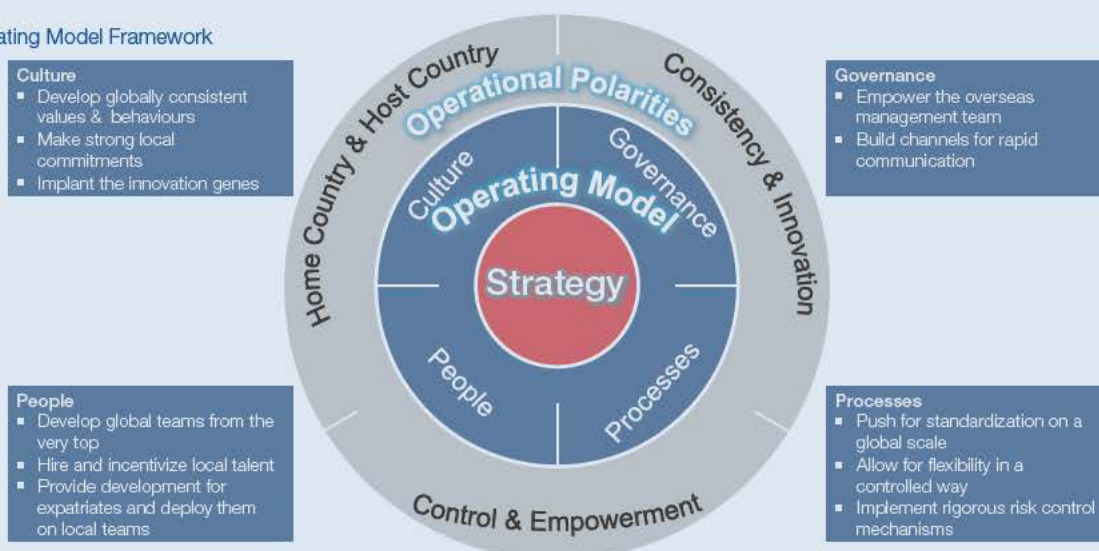 ating Model Framework
Culture
▪ Develop globally consistent
values & behaviours
▪ Make strong local
commitments
▪ Implant the innovation genes
Governance
▪ Empower the overseas
management team
▪ Build channels for rapid
communication
Home Country & Host Country
Consistency & Innovation
Operational Polarities
Culture
Governance
Operating Model
Strategy
People
Processes
Control & Empowerment
People
▪ Develop global teams from the
very top
▪ Hire and incentivize local talent
▪ Provide development for
expatriates and deploy them
on local teams
Processes
▪ Push for standardization on a
global scale
▪ Allow for flexibility in a
controlled way
▪ Implement rigorous risk control
mechanisms